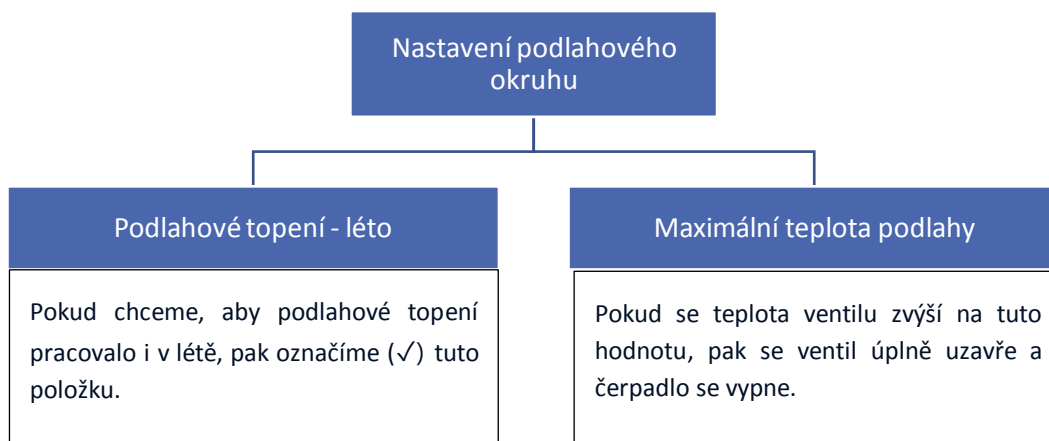 Nastavení podlahového
okruhu
Podlahové topení - léto
Pokud chceme, aby podlahové topení
pracovalo i v létě, pak označíme (✓) tuto
položku.
Maximální teplota podlahy
Pokud se teplota ventilu zvýší na tuto
hodnotu, pak se ventil úplně uzavře a
čerpadlo se vypne.